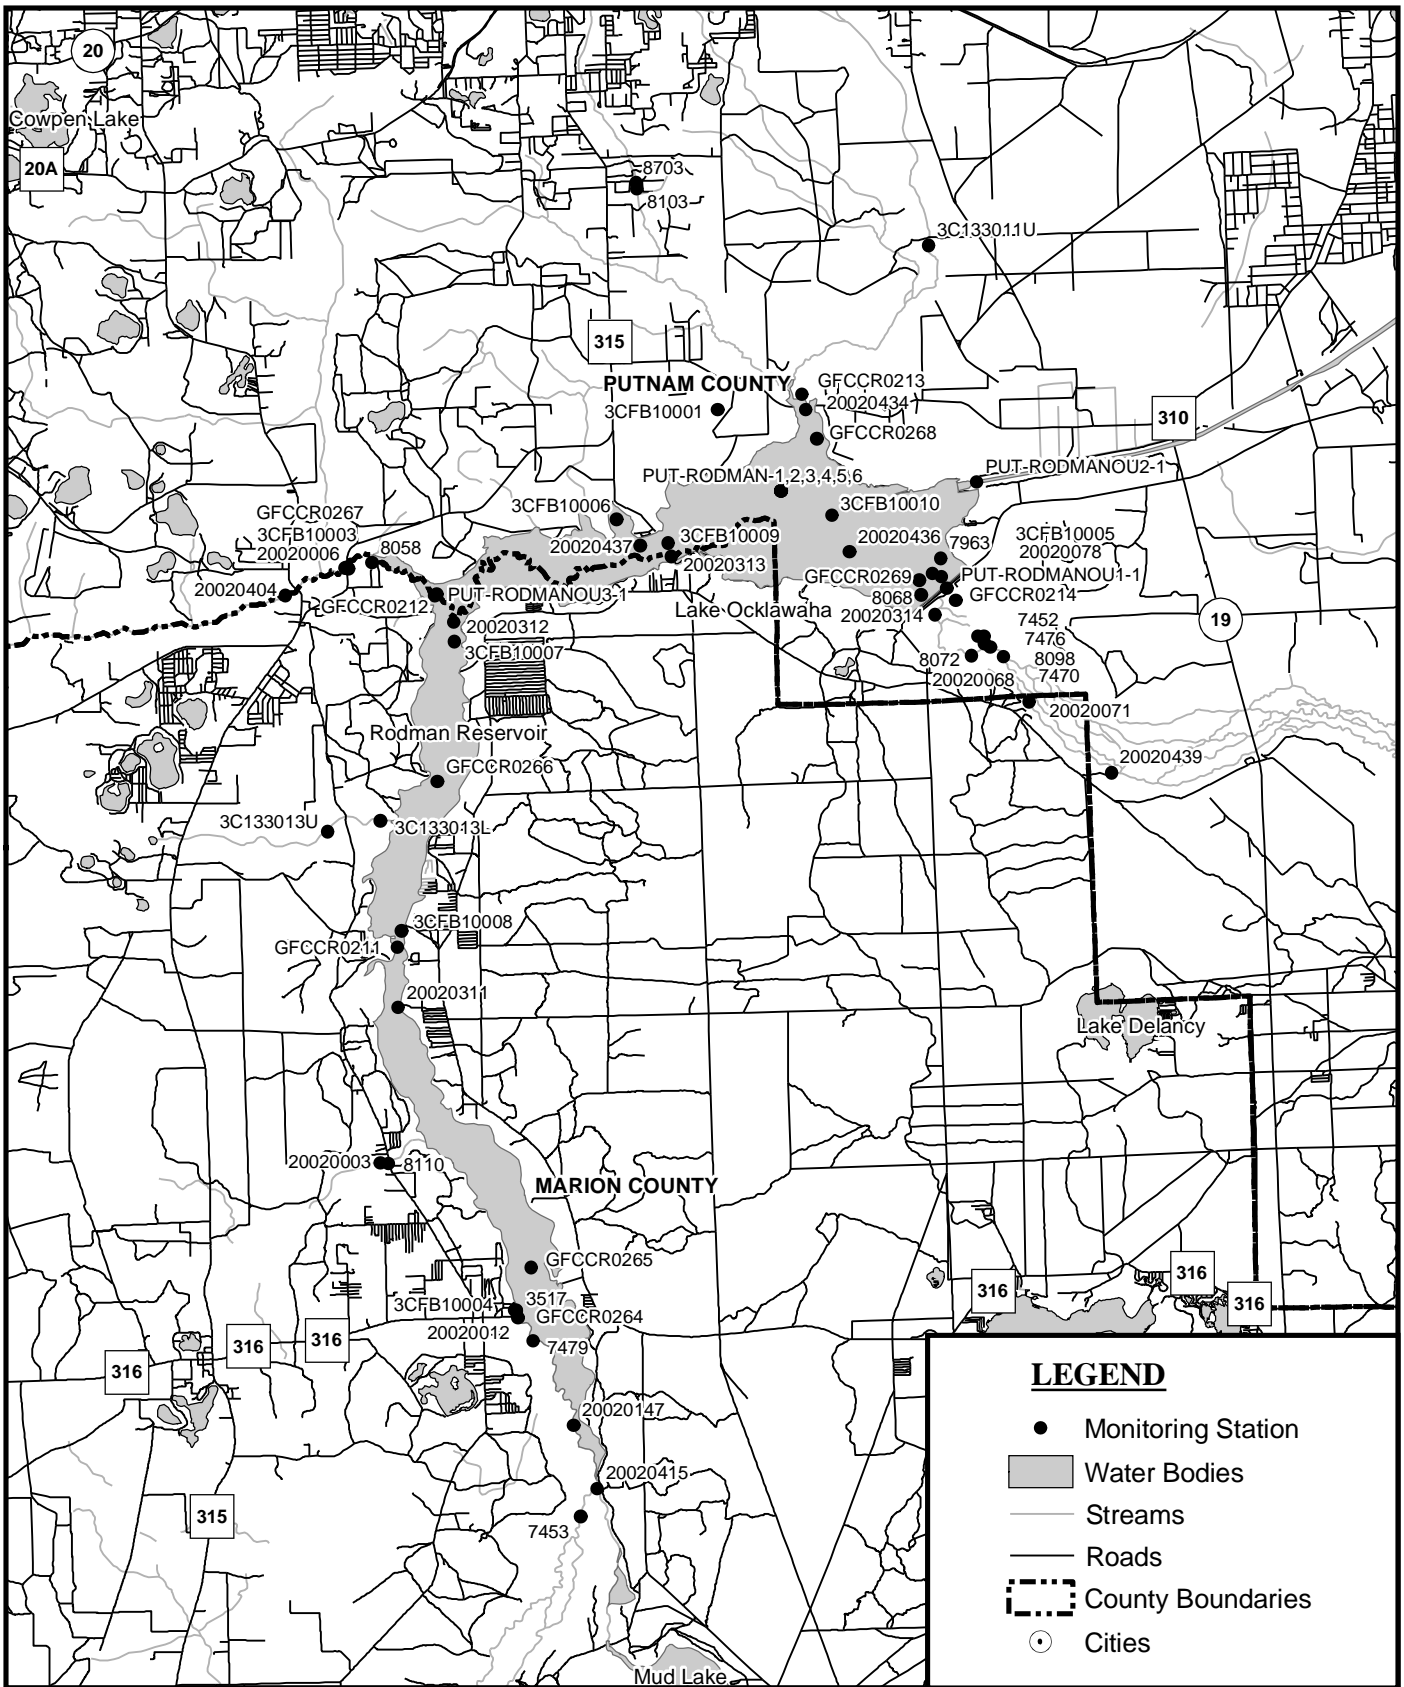 20
Cowpen Lake
20A
8703
8103
3C133011U
315
PUTNAM COUNTY
GFCCR0213
3CFB10001
20020434
310
GFCCR0268
PUT-RODMANOU2-1
PUT-RODMAN-1,2,3,4,5,6
3CFB10006
3CFB10010
GFCCR0267
3CFB10003
20020006
8058
20020437
3CFB10009
20020313
20020436
7963
3CFB10005
20020078
20020404
GFCCR0212
PUT-RODMANOU3-1
GFCCR0269
PUT-RODMANOU1-1
8068
GFCCR0214
Lake Ocklawaha
20020314
19
20020312
7452
7476
3CFB10007
8072
8098
20020068
7470
20020071
Rodman Reservoir
GFCCR0266
20020439
3C133013U
3C133013L
3CFB10008
GFCCR0211
20020311
Lake Delancy
20020003
8110
MARION COUNTY
GFCCR0265
316
316
316
3CFB10004
3517
GFCCR0264
20020012
7479
316
316
316
20020147
20020415
315
7453
Mud Lake
LEGEND
Monitoring Station
Water Bodies
Streams
Roads
County Boundaries
Cities